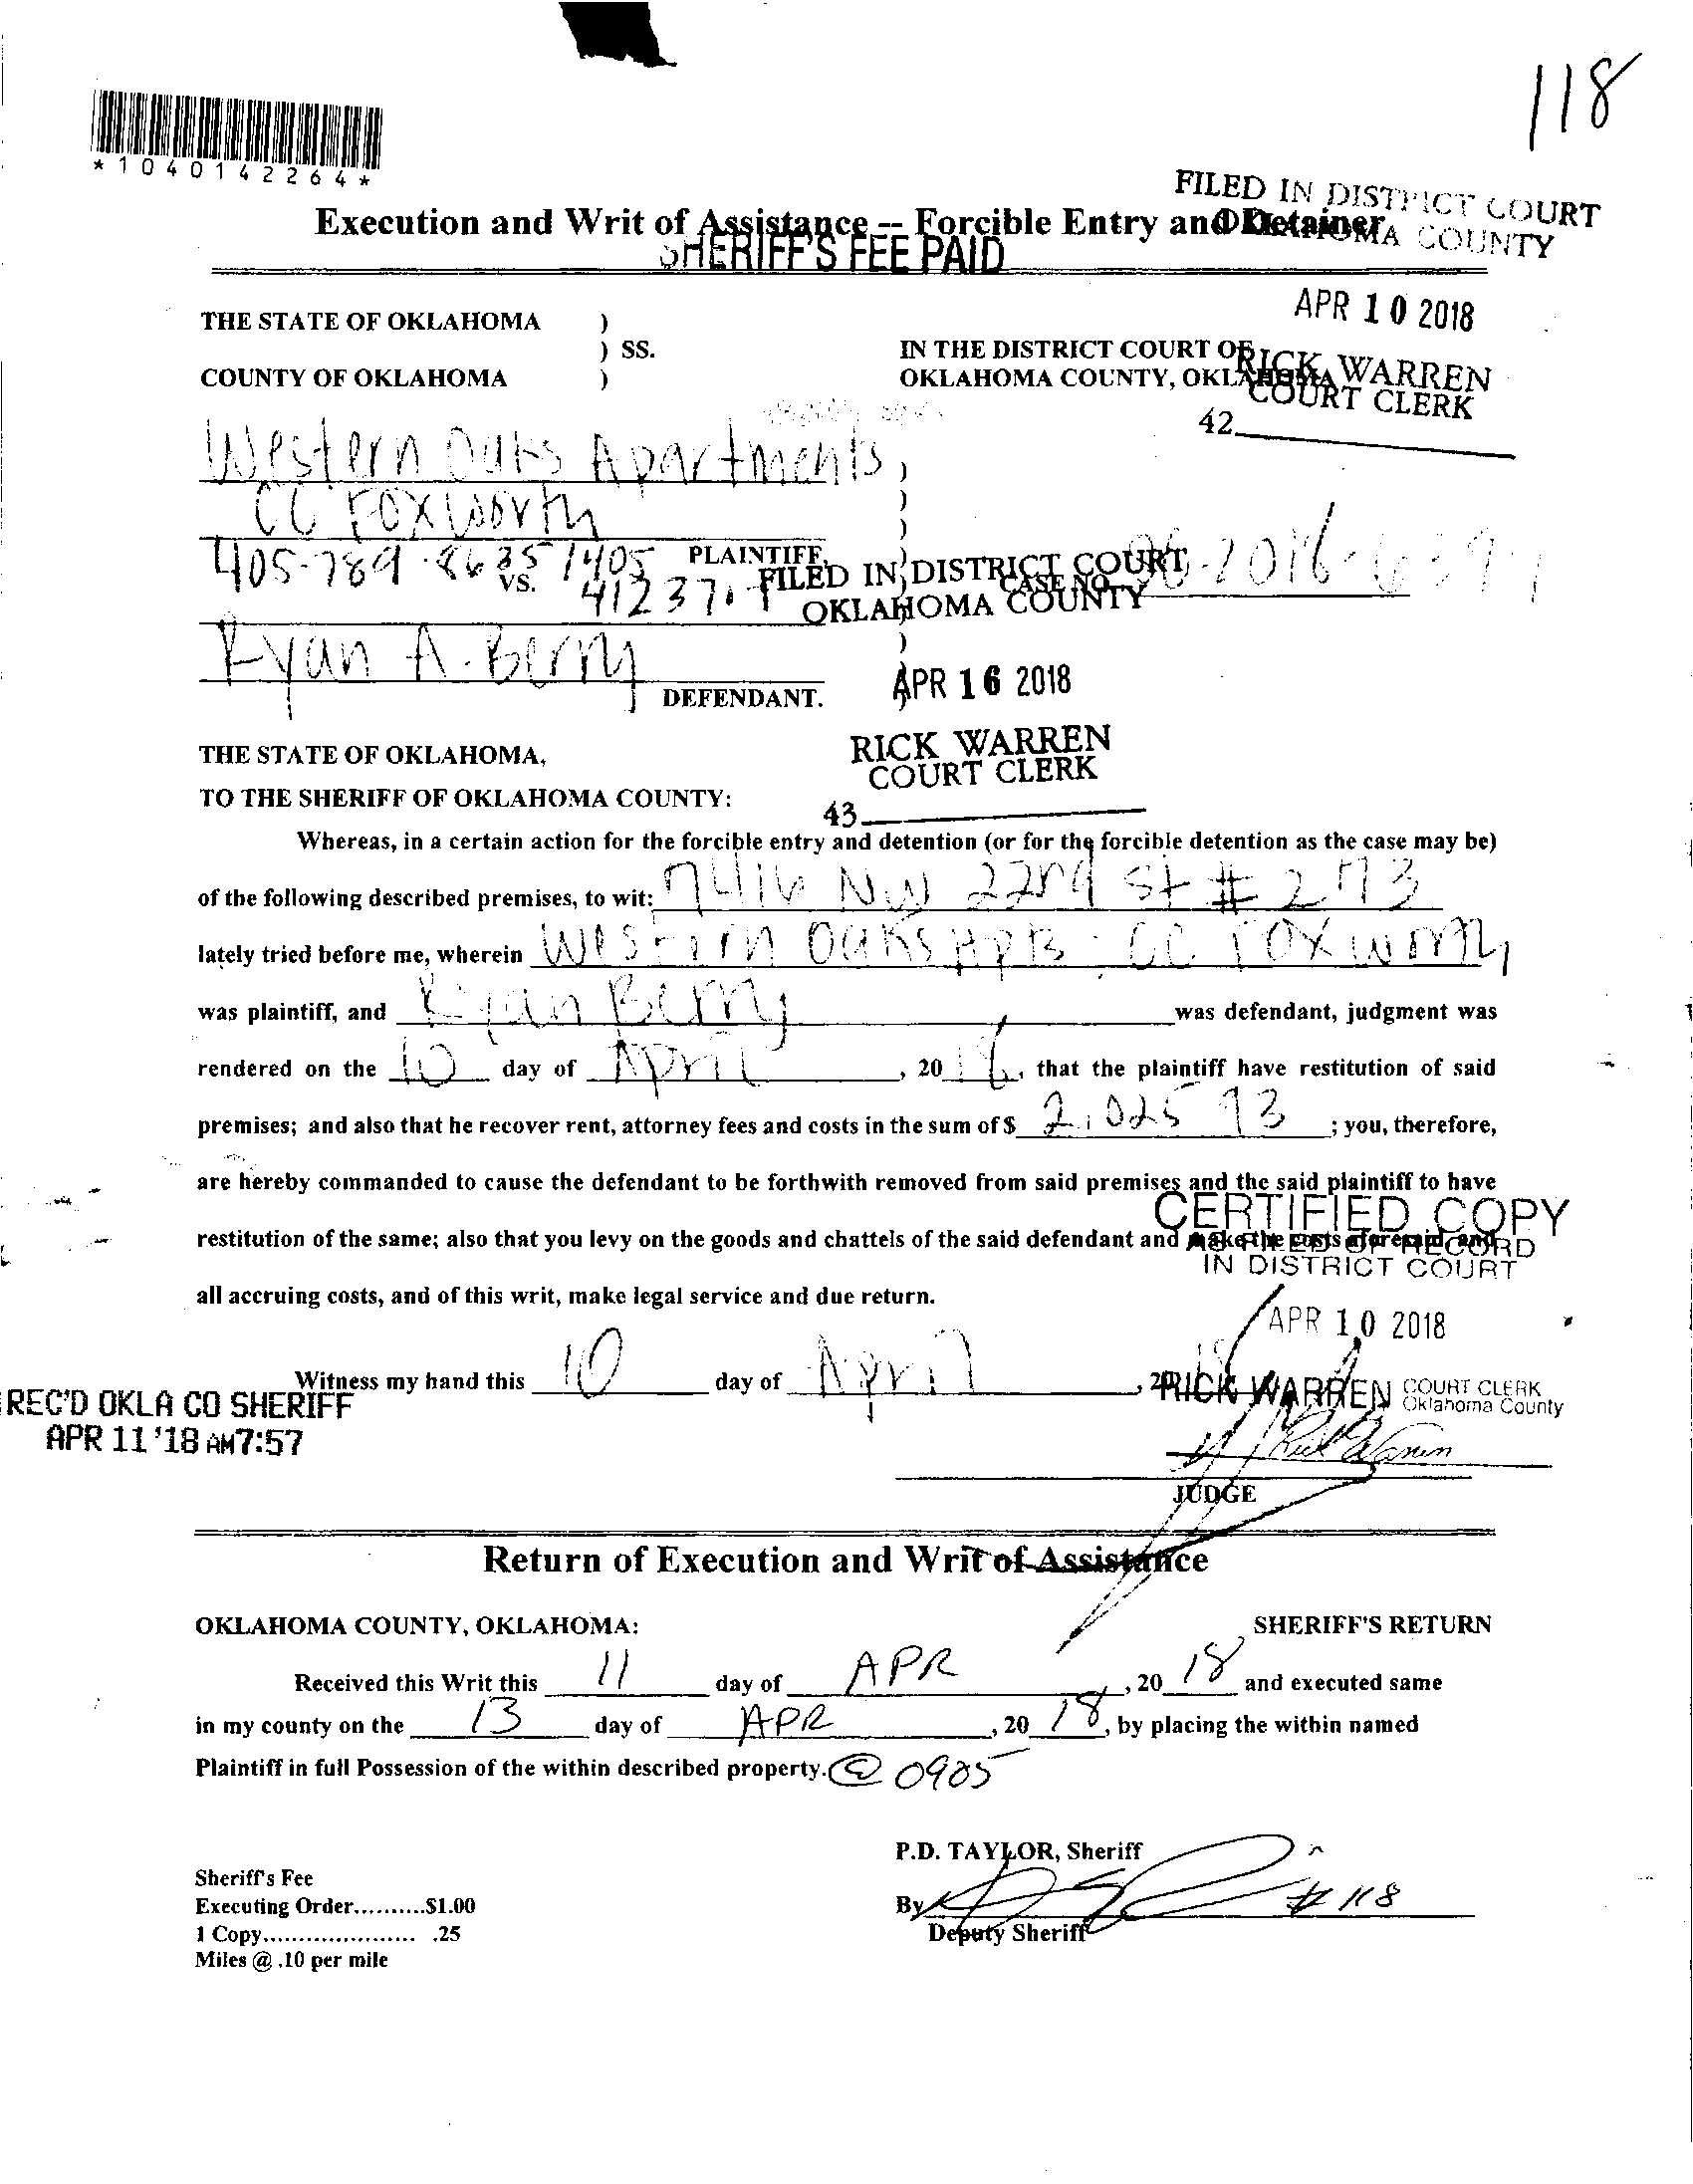 118
*1040142264*
FILED IN DISTRICT COURT
OKLAHOMA COUNTY
Execution and Writ of Assistance -- Forcible Entry and Detainer
SHERIFF'S FEE PAID
APR 10 2018
THE STATE OF OKLAHOMA )
) SS.
COUNTY OF OKLAHOMA )
IN THE DISTRICT COURT OF
OKLAHOMA COUNTY, OKLAHOMA
RICK WARREN
COURT CLERK
42
Western Oaks Apartments,
CC Foxworth
405-789-8635 / 405
PLAINTIFF,
VS.
FILED IN DISTRICT COURT
OKLAHOMA COUNTY
CASE NO.
Ryan A. Berry
DEFENDANT.
APR 16 2018
RICK WARREN
COURT CLERK
43
THE STATE OF OKLAHOMA,
TO THE SHERIFF OF OKLAHOMA COUNTY:
Whereas, in a certain action for the forcible entry and detention (or for the forcible detention as the case may be)
of the following described premises, to wit: 7416 NW 22nd St # 273
lately tried before me, wherein Western Oaks Apts - CC Foxworth
was plaintiff, and Ryan Berry was defendant, judgment was
rendered on the 10 day of April, 20 , that the plaintiff have restitution of said
premises; and also that he recover rent, attorney fees and costs in the sum of $ 2,025 ; you, therefore,
are hereby commanded to cause the defendant to be forthwith removed from said premises and the said plaintiff to have
restitution of the same; also that you levy on the goods and chattels of the said defendant and make the costs aforesaid, and
all accruing costs, and of this writ, make legal service and due return.
CERTIFIED COPY
AS FILED OF RECORD
IN DISTRICT COURT
APR 10 2018
Witness my hand this 10 day of April, 20
RICK WARREN COURT CLERK
Oklahoma County
Rick Warren
JUDGE
REC'D OKLA CO SHERIFF
APR 11 '18 AM 7:57
Return of Execution and Writ of Assistance
OKLAHOMA COUNTY, OKLAHOMA:
SHERIFF'S RETURN
Received this Writ this 11 day of APR, 20 18 and executed same
in my county on the 13 day of APR, 20 18, by placing the within named
Plaintiff in full Possession of the within described property. @ 0905
P.D. TAYLOR, Sheriff
By # 118
Deputy Sheriff
Sheriff's Fee
Executing Order..........$1.00
1 Copy..................... .25
Miles @ .10 per mile